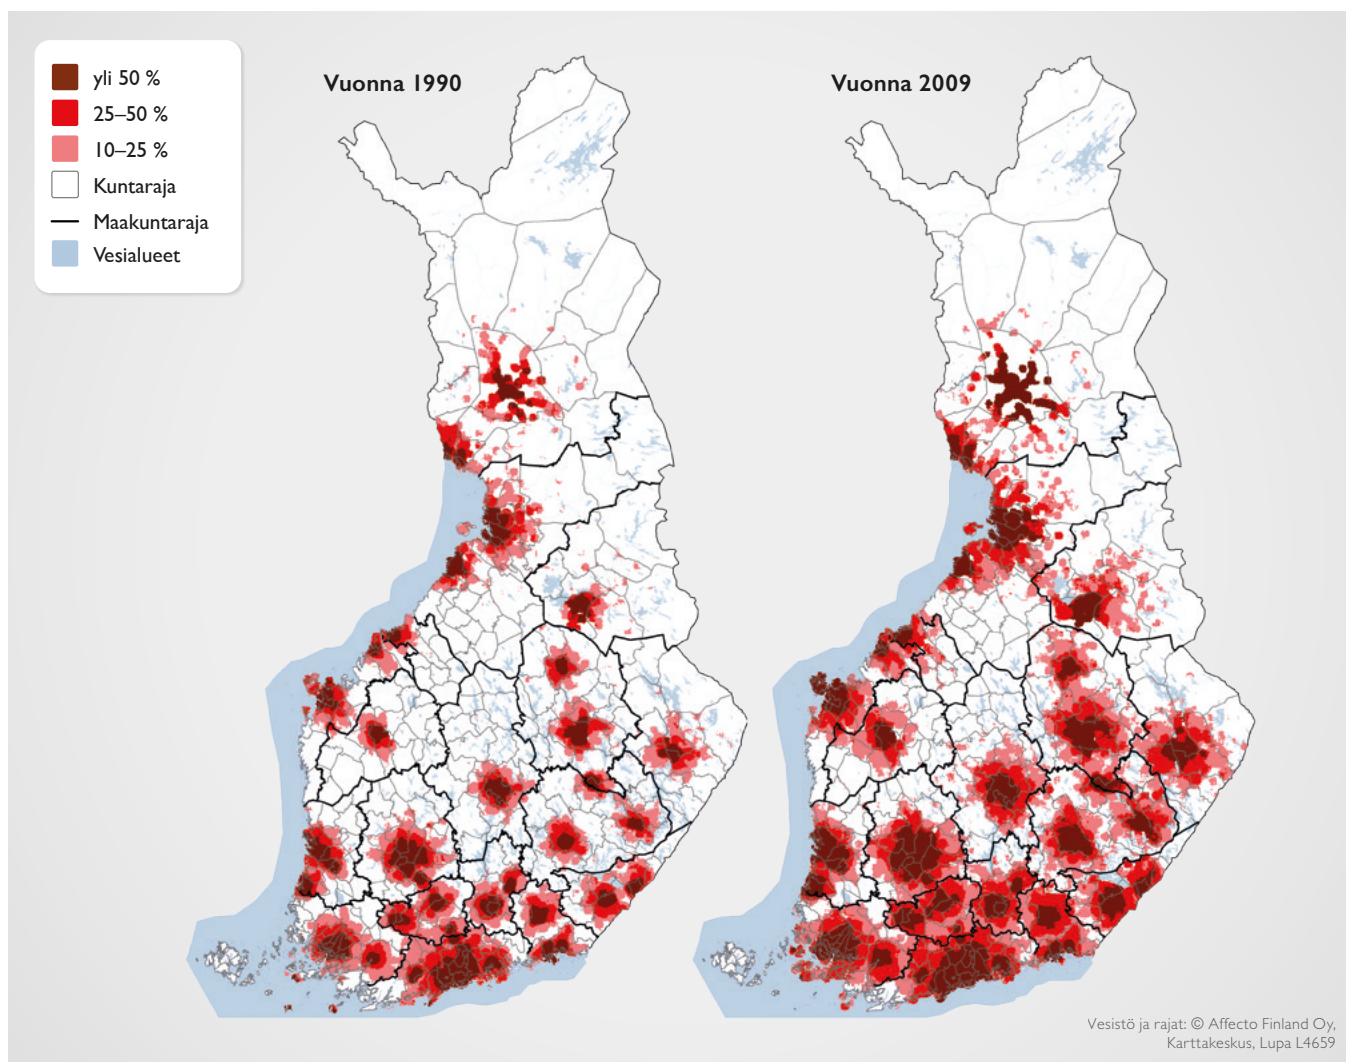 yli 50 %
25–50 %
10–25 %
Kuntaraja
Maakuntaraja
Vesialueet
Vuonna 1990
Vuonna 2009
Vesistö ja rajat: © Affecto Finland Oy,
Karttakeskus, Lupa L4659